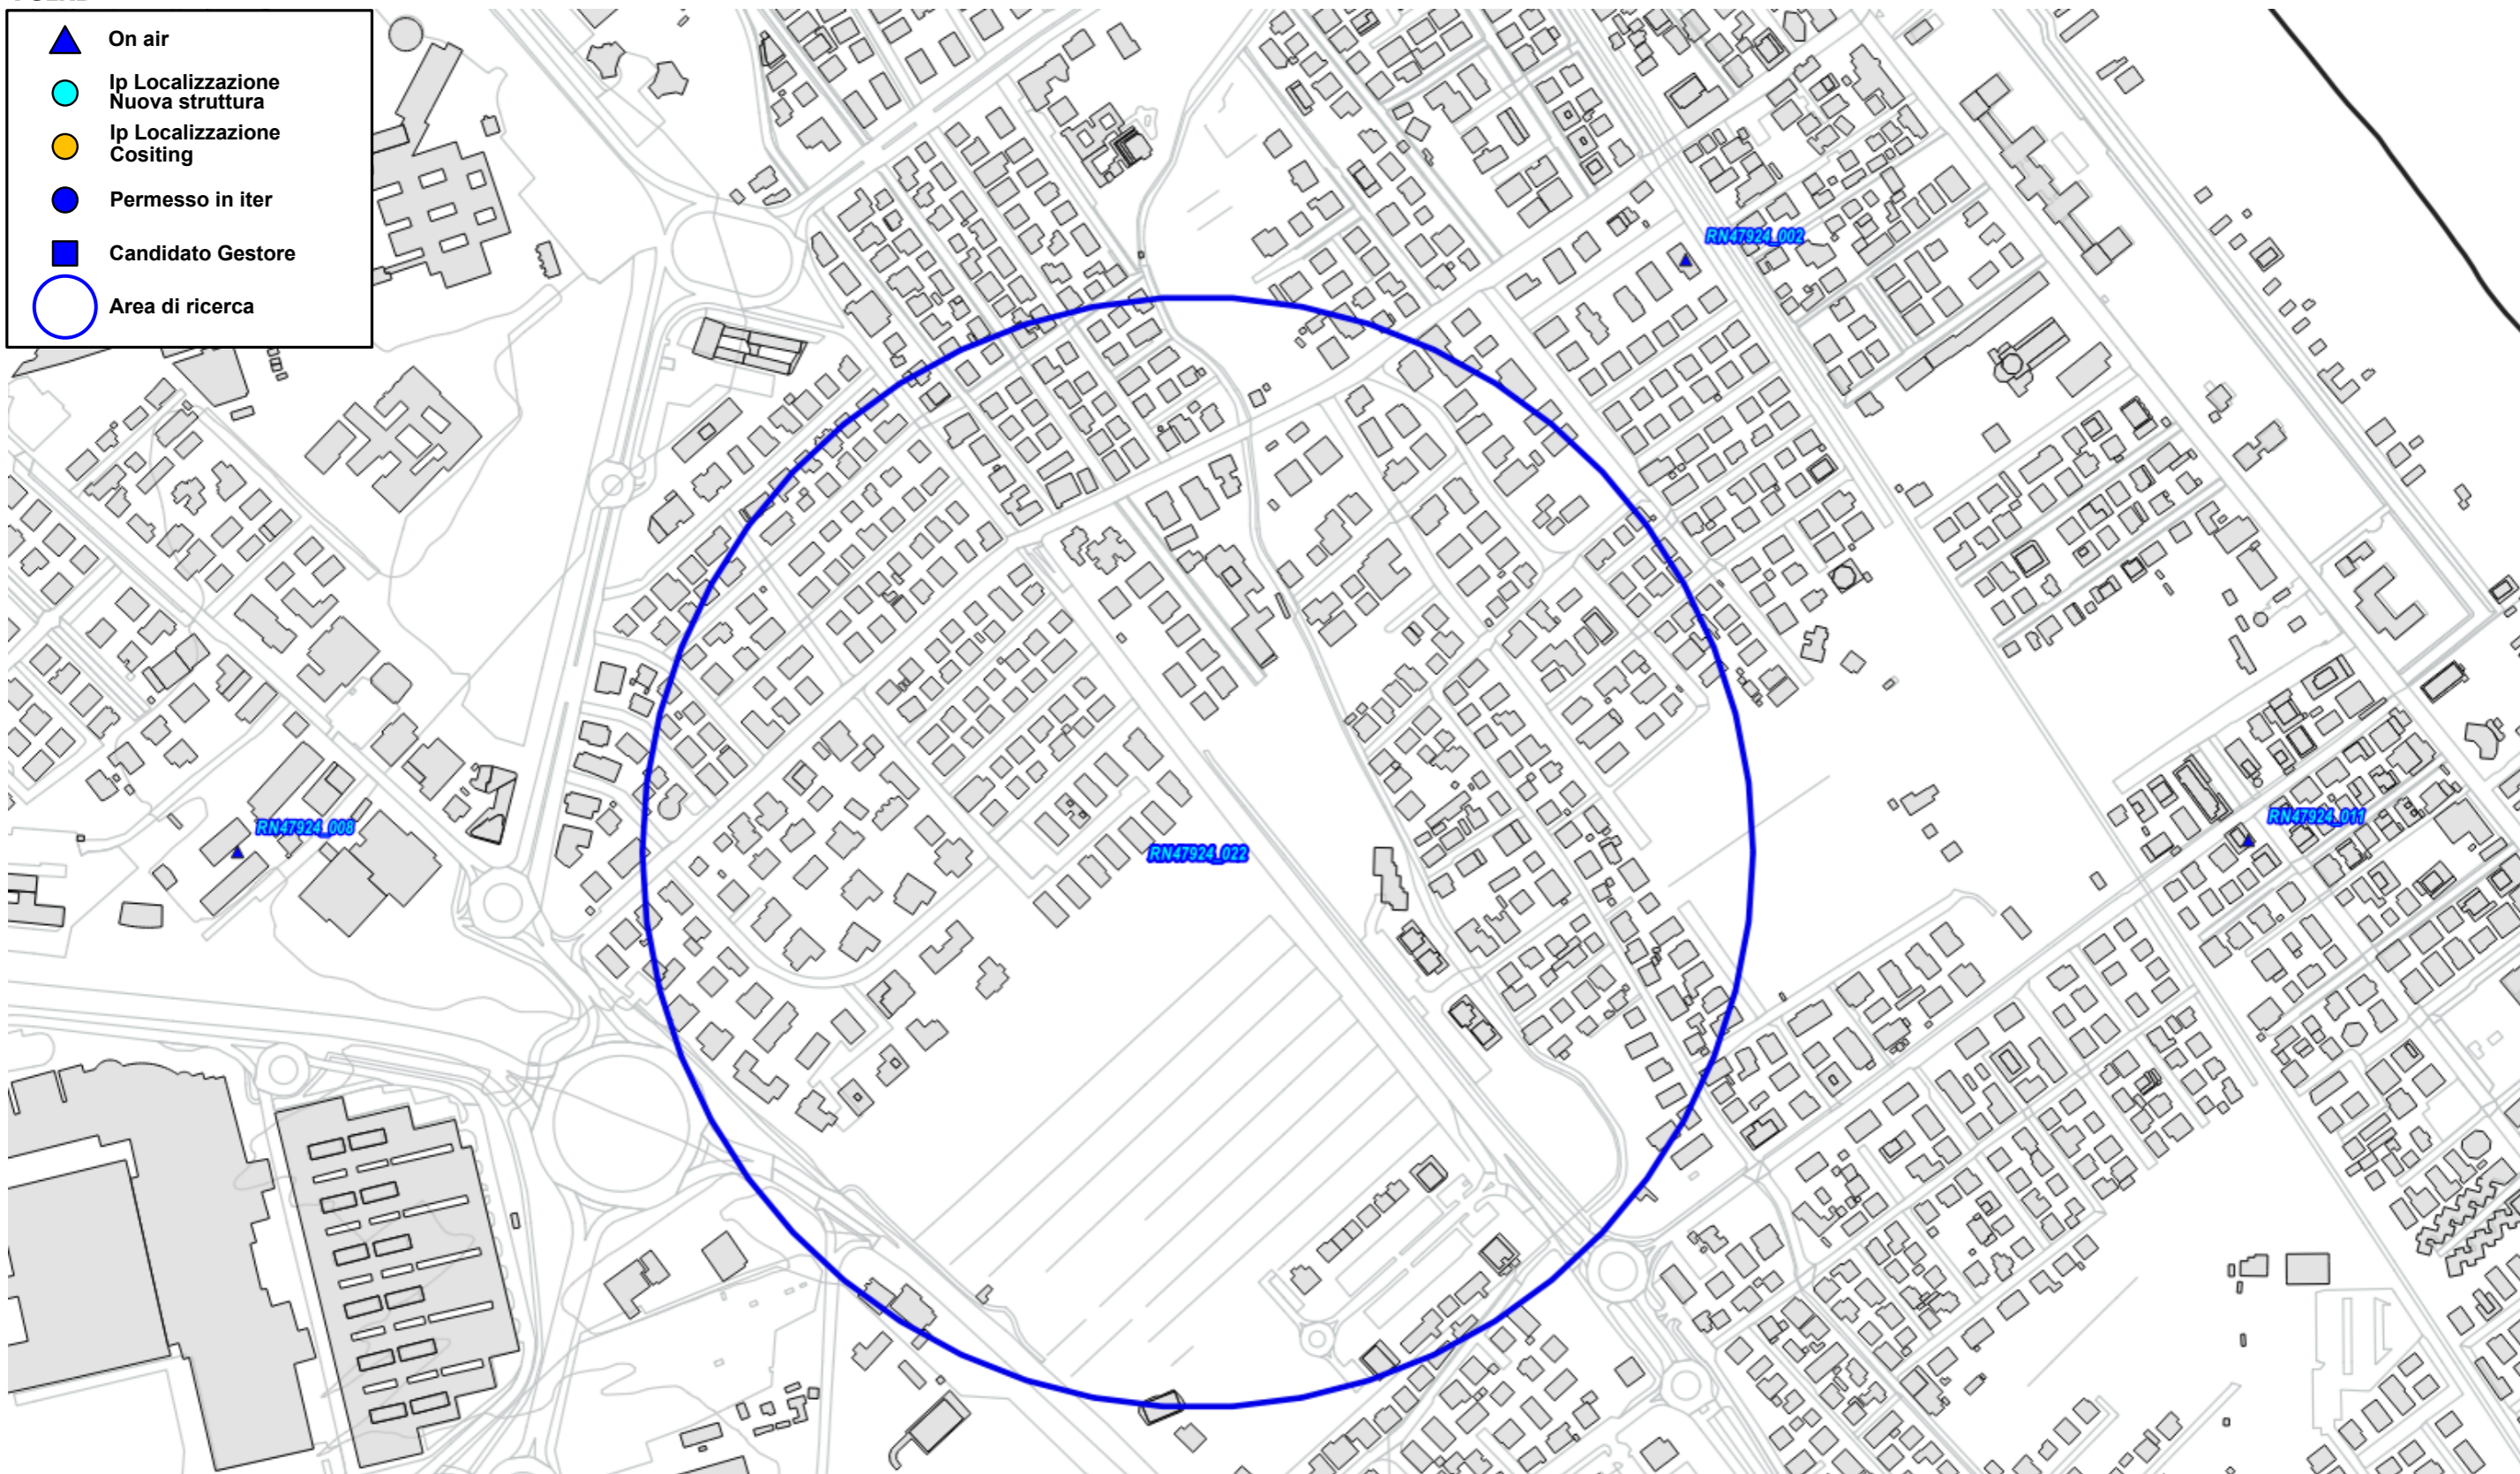 On air
Ip Localizzazione
Nuova struttura
Ip Localizzazione
Cositing
Permesso in iter
Candidato Gestore
Area di ricerca
RN47924_002
RN47924_011
RN47924_008
RN47924_022